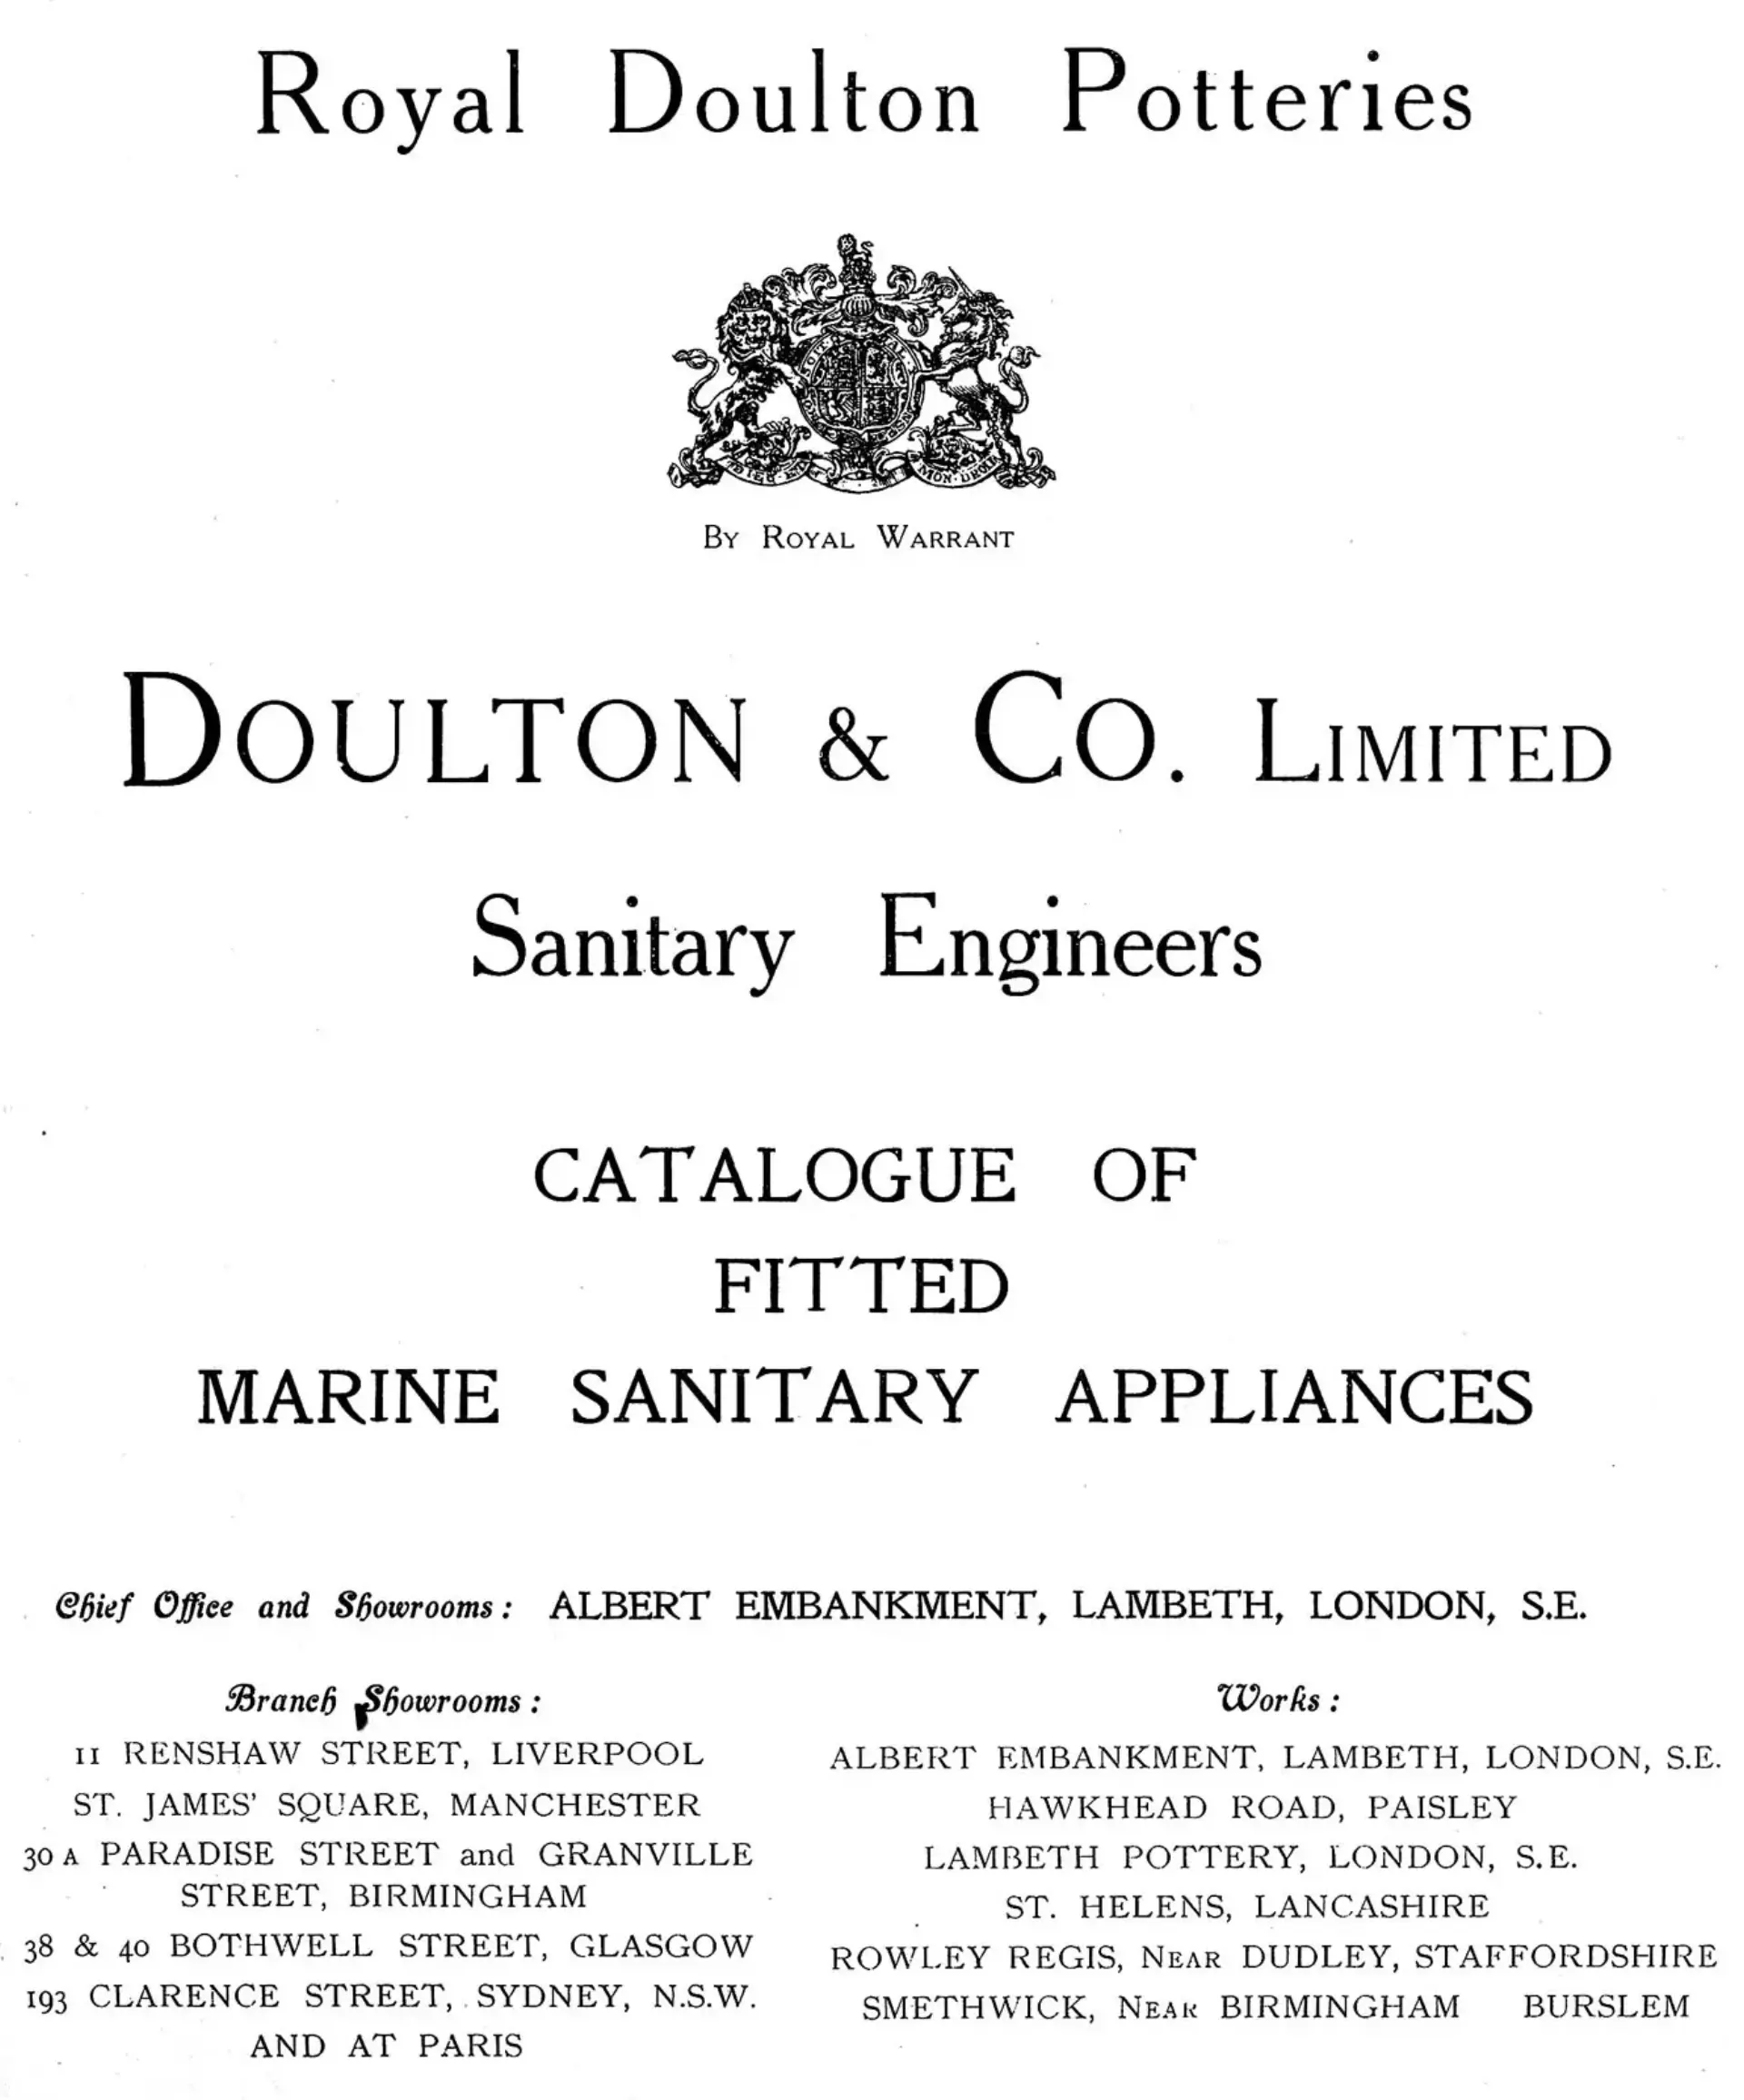 Royal Doulton Potteries
MON DROIT
By Royal Warrant
DOULTON & CO. LIMITED
Sanitary Engineers
CATALOGUE OF
FITTED
MARINE SANITARY APPLIANCES
Chief Office and Showrooms: ALBERT EMBANKMENT, LAMBETH, LONDON, S.E.
Branch Showrooms:
11 RENSHAW STREET, LIVERPOOL
ST. JAMES' SQUARE, MANCHESTER
30A PARADISE STREET and GRANVILLE
STREET, BIRMINGHAM
38 & 40 BOTHWELL STREET, GLASGOW
193 CLARENCE STREET, SYDNEY, N.S.W.
AND AT PARIS
Works:
ALBERT EMBANKMENT, LAMBETH, LONDON, S.E.
HAWKHEAD ROAD, PAISLEY
LAMBETH POTTERY, LONDON, S.E.
ST. HELENS, LANCASHIRE
ROWLEY REGIS, NEAR DUDLEY, STAFFORDSHIRE
SMETHWICK, NEAR BIRMINGHAM BURSLEM